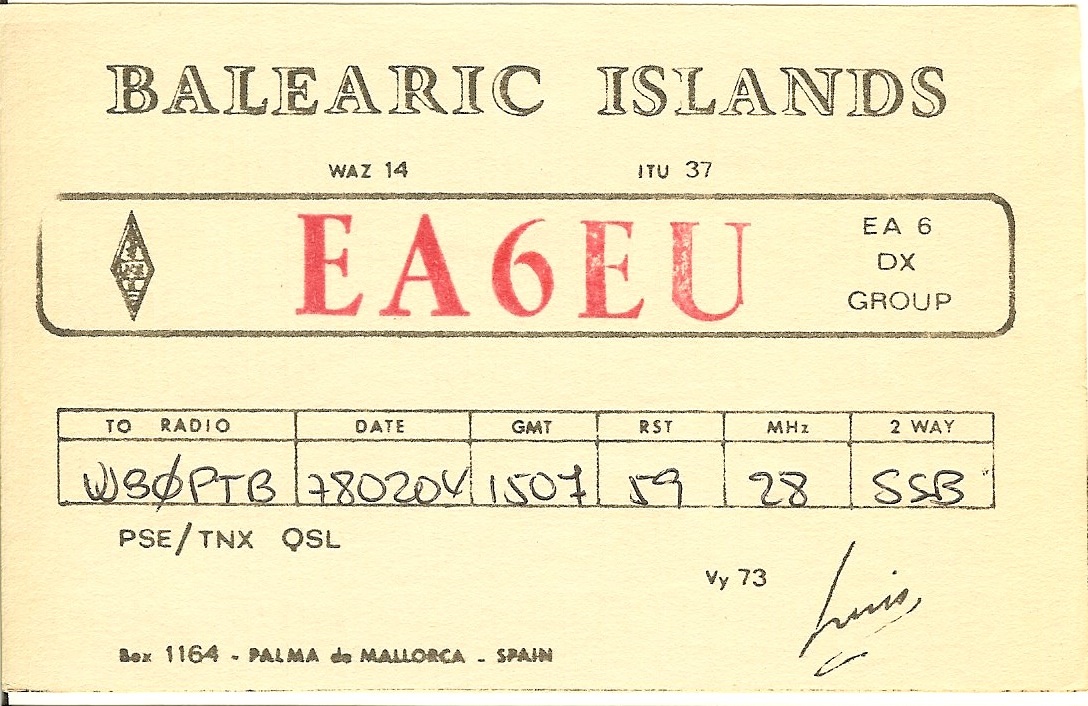 BALEARIC ISLANDS
WAZ 14 ITU 37
EA6EU
EA 6
DX
GROUP
TO RADIO DATE GMT RST MHz 2 WAY
WBØPTB 780204 1507 59 28 SSB
PSE/TNX QSL
Vy 73
Luis
Box 1164 - PALMA de MALLORCA - SPAIN